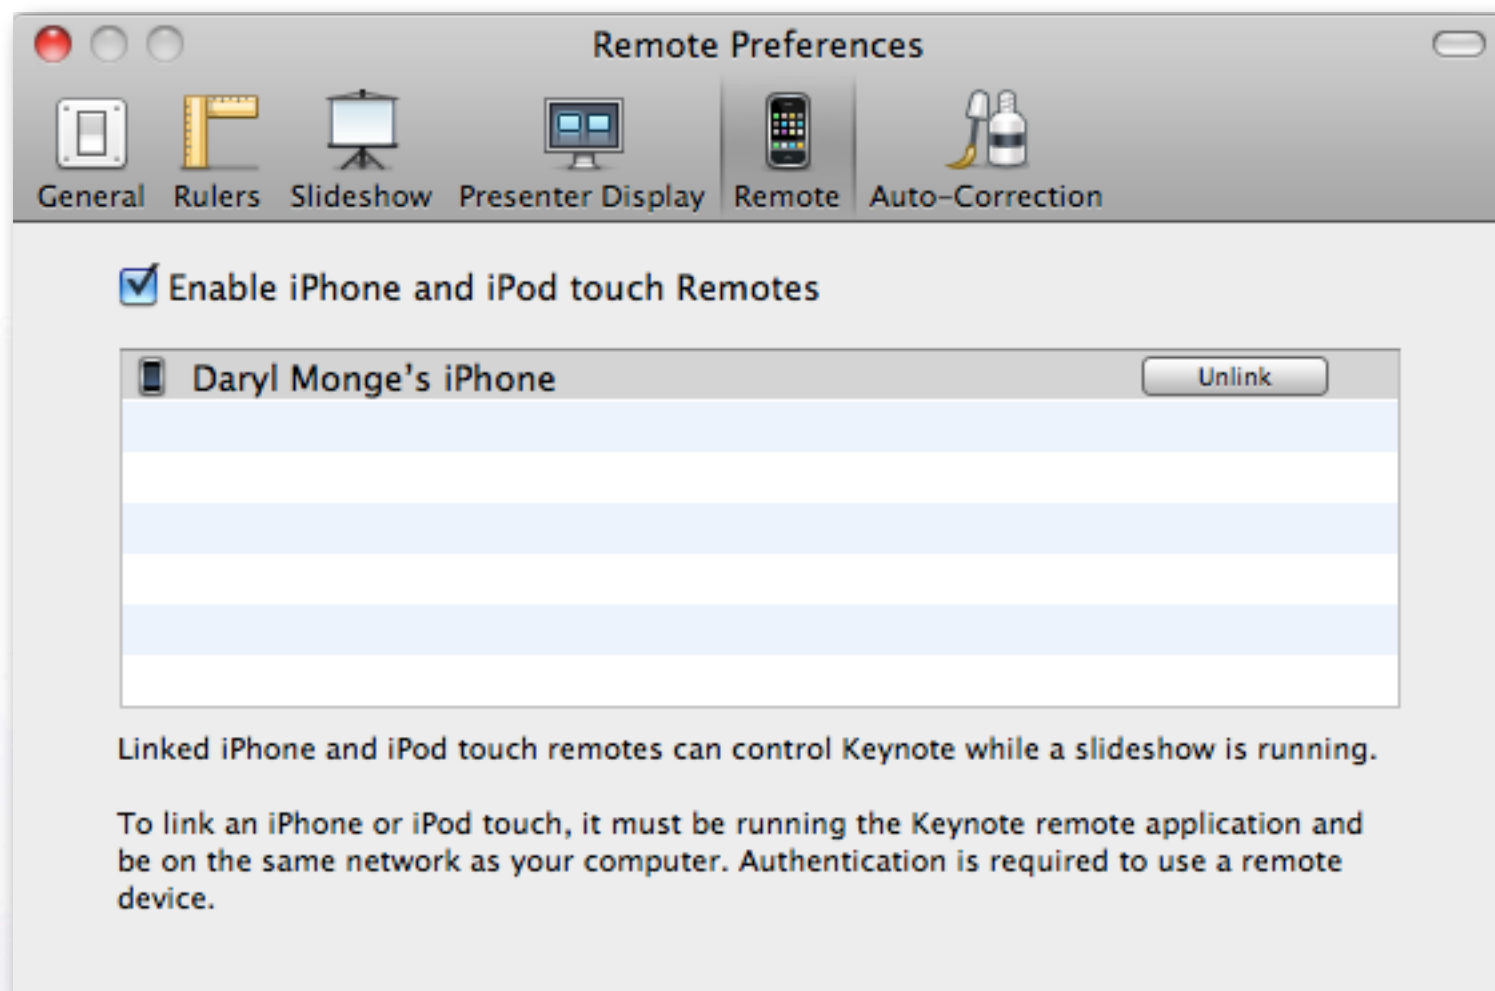 Remote Preferences
General Rulers Slideshow Presenter Display Remote Auto-Correction
Enable iPhone and iPod touch Remotes
Daryl Monge's iPhone Unlink
Linked iPhone and iPod touch remotes can control Keynote while a slideshow is running.
To link an iPhone or iPod touch, it must be running the Keynote remote application and
be on the same network as your computer. Authentication is required to use a remote
device.